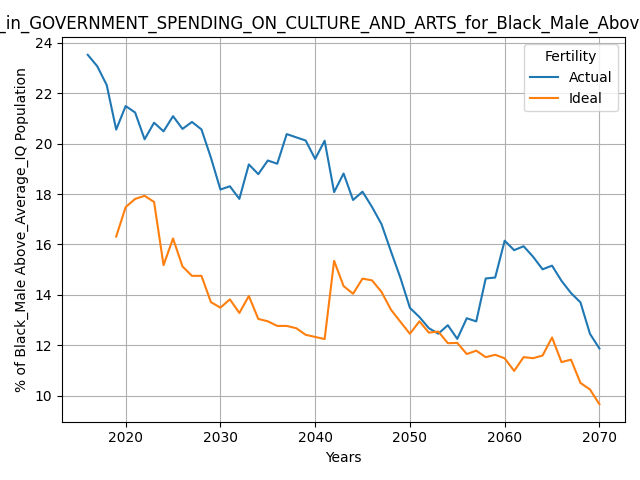 _in_GOVERNMENT_SPENDING_ON_CULTURE_AND_ARTS_for_Black_Male_Abov
Fertility
Actual
Ideal
% of Black_Male Above_Average_IQ Population
24
22
20
18
16
14
12
10
2020 2030 2040 2050 2060 2070
Years